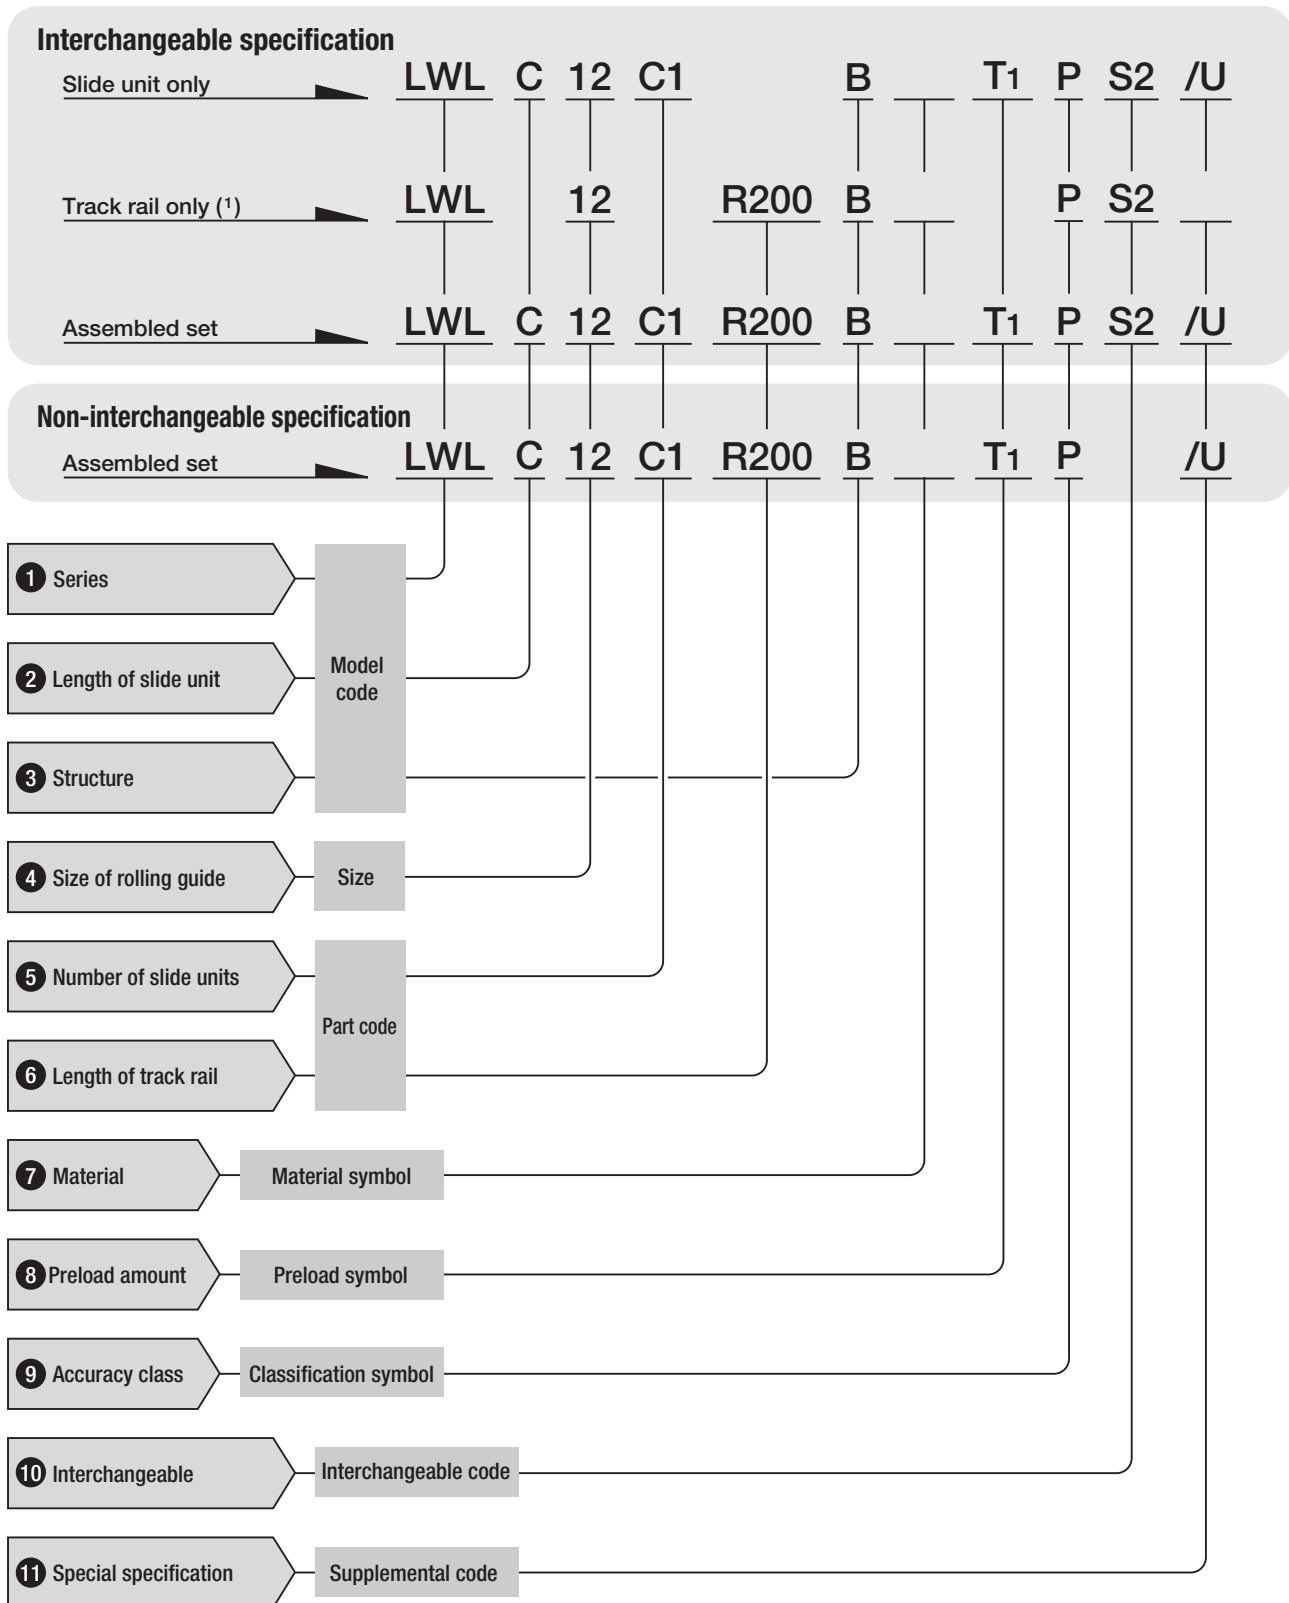 Interchangeable specification
Slide unit only LWL C 12 C1 B T1 P S2 /U
Track rail only (1) LWL 12 R200 B P S2
Assembled set LWL C 12 C1 R200 B T1 P S2 /U
Non-interchangeable specification
Assembled set LWL C 12 C1 R200 B T1 P /U
1 Series
2 Length of slide unit
Model
code
3 Structure
4 Size of rolling guide Size
5 Number of slide units
Part code
6 Length of track rail
7 Material Material symbol
8 Preload amount Preload symbol
9 Accuracy class Classification symbol
10 Interchangeable Interchangeable code
11 Special specification Supplemental code